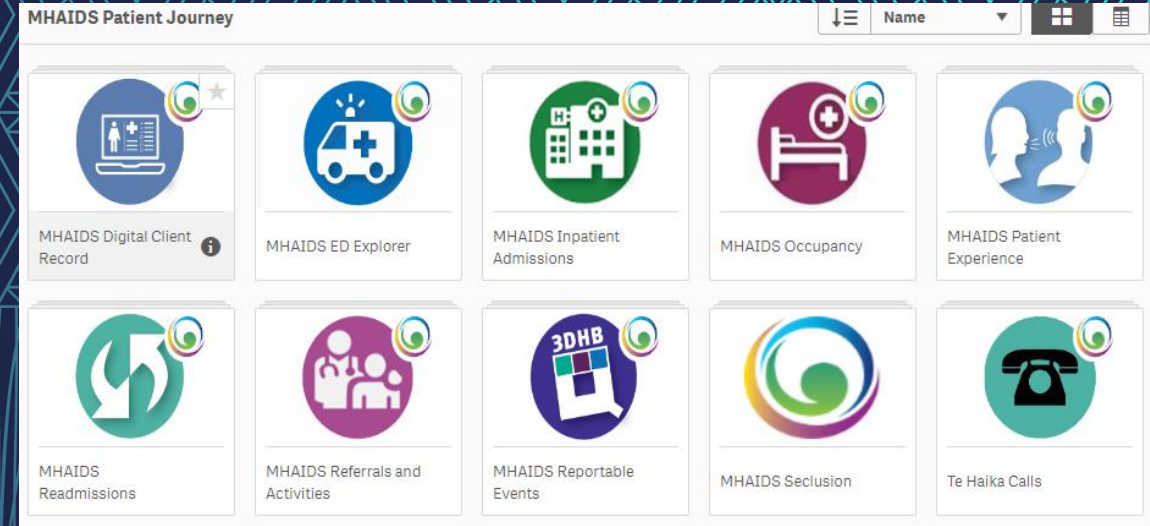 MHAIDS Patient Journey
Name
MHAIDS Digital Client
Record
MHAIDS ED Explorer
MHAIDS Inpatient
Admissions
MHAIDS Occupancy
MHAIDS Patient
Experience
3DHB
MHAIDS
Readmissions
MHAIDS Referrals and
Activities
MHAIDS Reportable
Events
MHAIDS Seclusion
Te Haika Calls